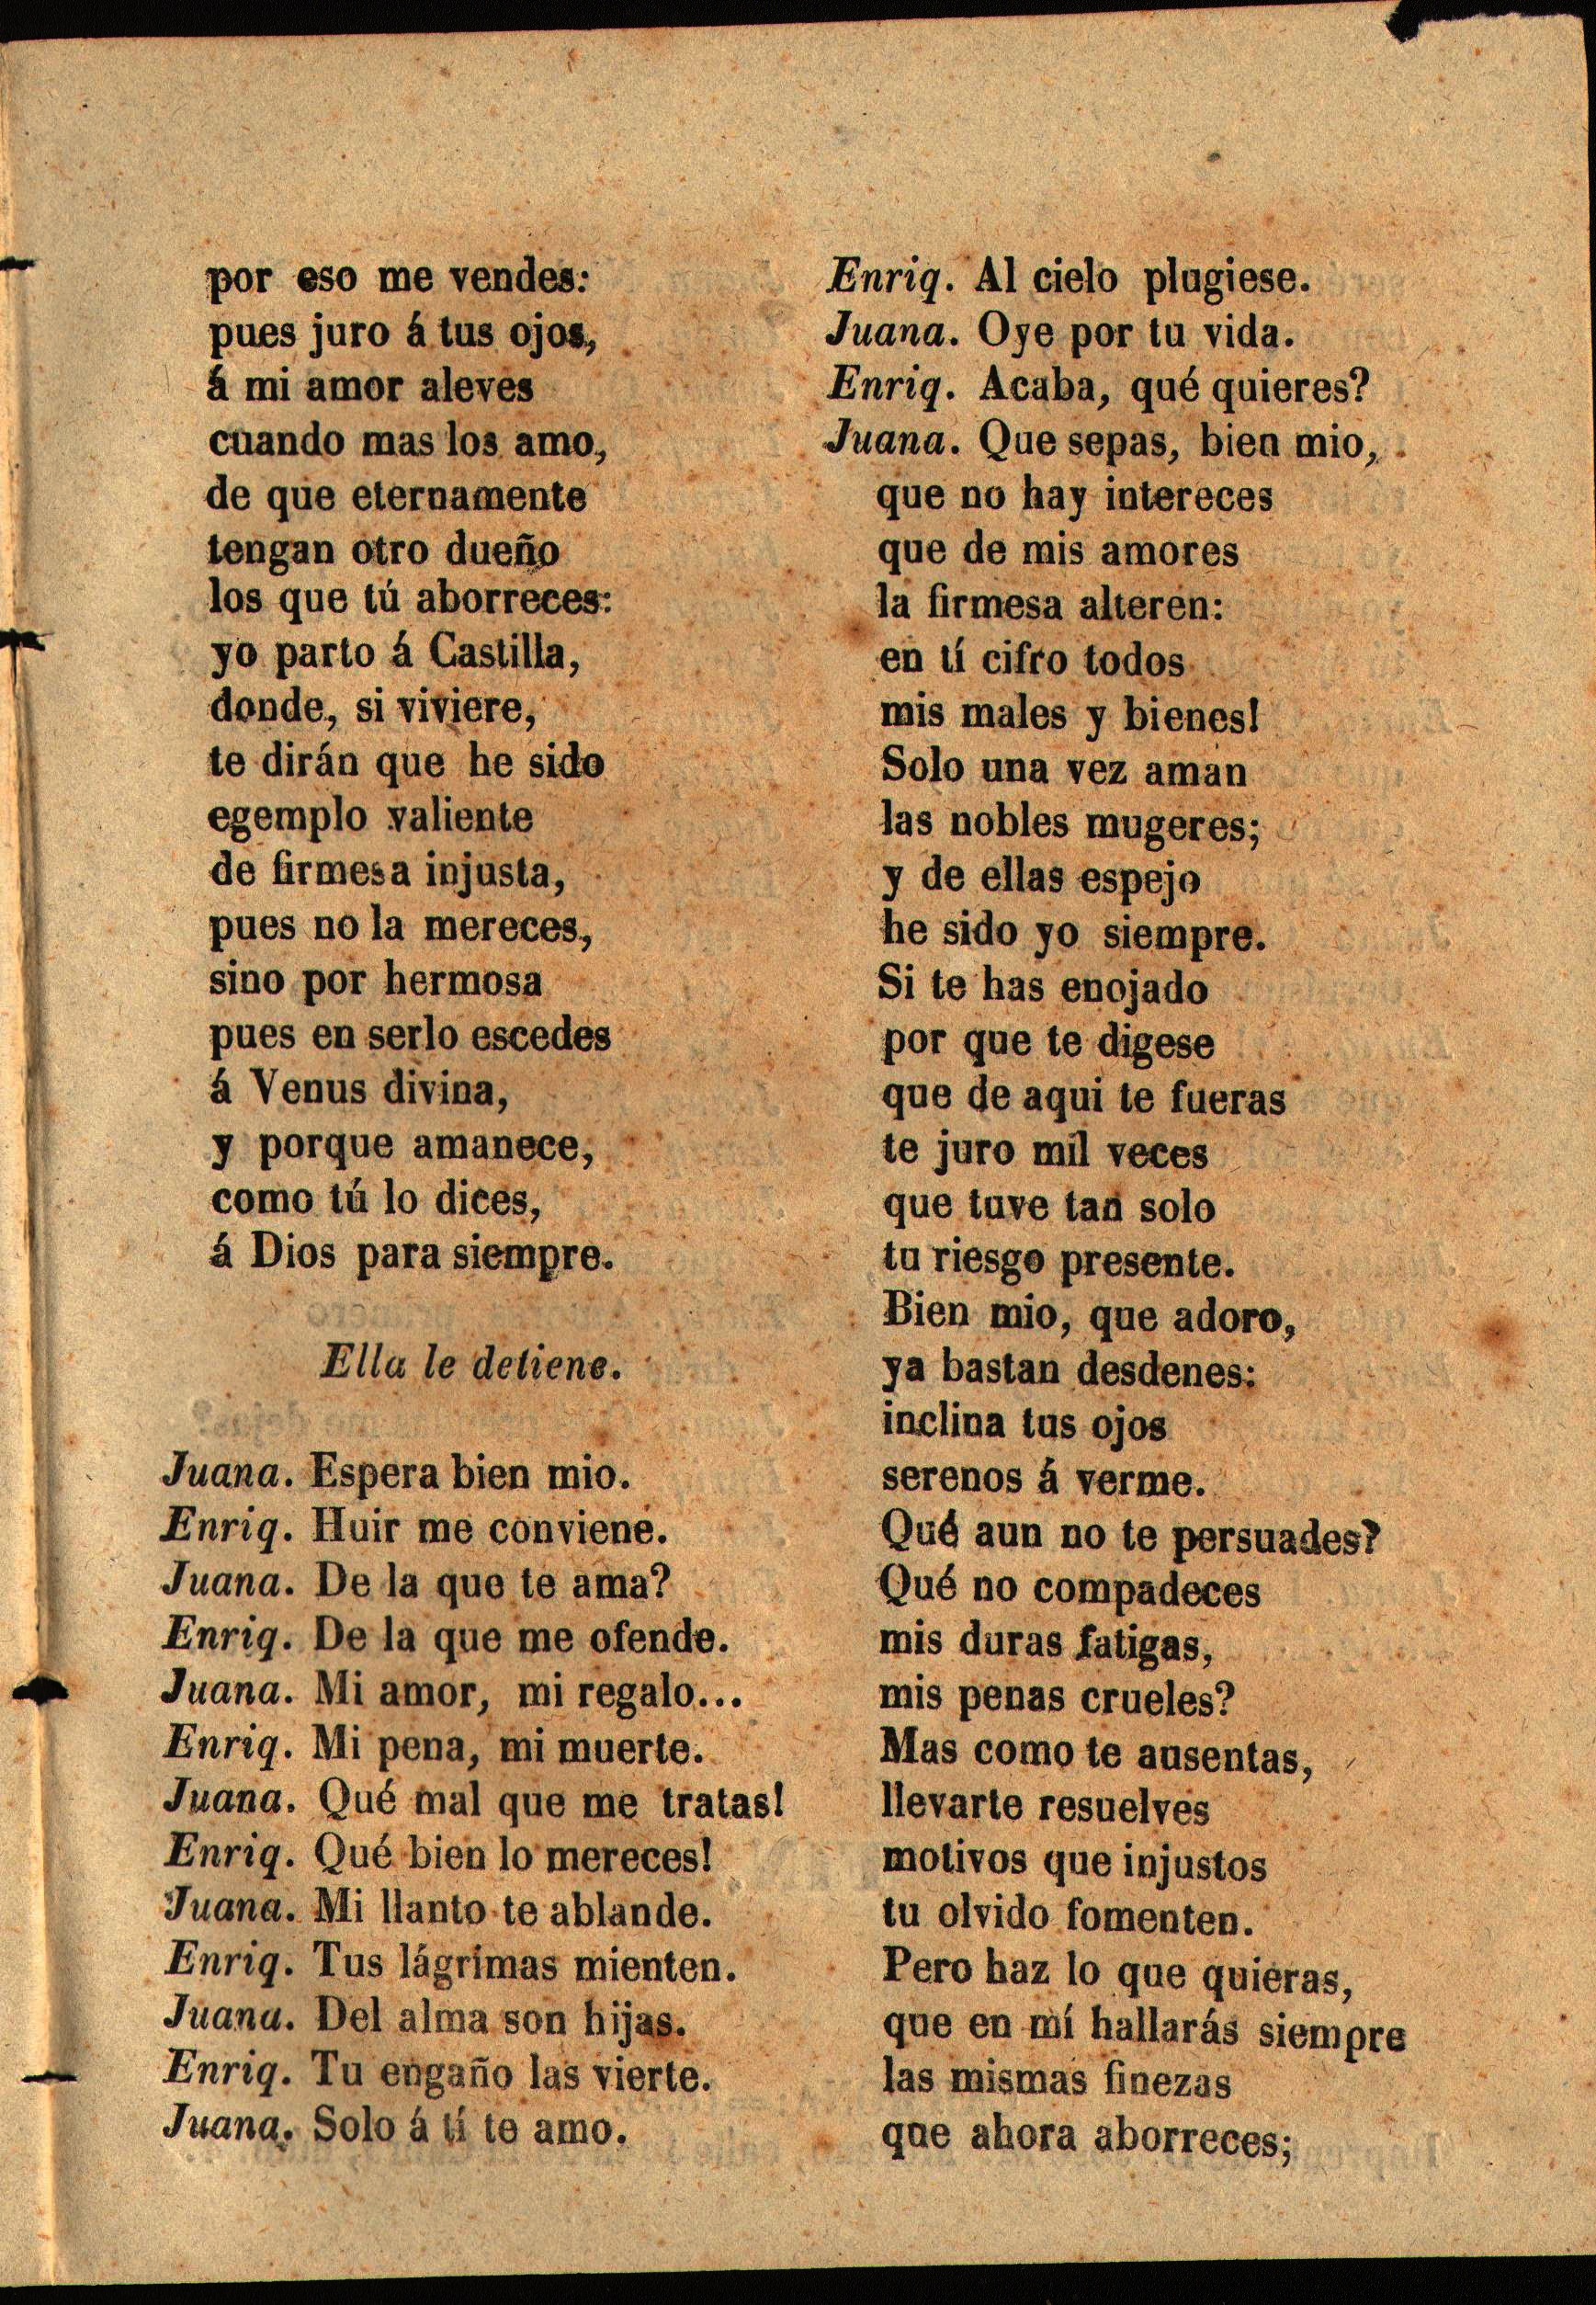 por eso me vendes:
pues juro á tus ojos,
á mi amor aleves
cuando mas los amo,
de que eternamente
tengan otro dueño
los que tú aborreces:
yo parto á Castilla,
donde, si viviere,
te dirán que he sido
egemplo valiente
de firmesa injusta,
pues no la mereces,
sino por hermosa
pues en serlo escedes
á Venus divina,
y porque amanece,
como tú lo dices,
á Dios para siempre.
Ella le detiene.
Juana. Espera bien mio.
Enriq. Huir me conviene.
Juana. De la que te ama?
Enriq. De la que me ofende.
Juana. Mi amor, mi regalo...
Enriq. Mi pena, mi muerte.
Juana. Qué mal que me tratas!
Enriq. Qué bien lo mereces!
Juana. Mi llanto te ablande.
Enriq. Tus lágrimas mienten.
Juana. Del alma son hijas.
Enriq. Tu engaño las vierte.
Juana. Solo á tí te amo.
Enriq. Al cielo plugiese.
Juana. Oye por tu vida.
Enriq. Acaba, qué quieres?
Juana. Que sepas, bien mio,
que no hay intereces
que de mis amores
la firmesa alteren:
en tí cifro todos
mis males y bienes!
Solo una vez aman
las nobles mugeres;
y de ellas espejo
he sido yo siempre.
Si te has enojado
por que te digese
que de aqui te fueras
te juro mil veces
que tuve tan solo
tu riesgo presente.
Bien mio, que adoro,
ya bastan desdenes:
inclina tus ojos
serenos á verme.
Qué aun no te persuades?
Qué no compadeces
mis duras fatigas,
mis penas crueles?
Mas como te ausentas,
llevarte resuelves
motivos que injustos
tu olvido fomenten.
Pero haz lo que quieras,
que en mí hallarás siempre
las mismas finezas
que ahora aborreces;